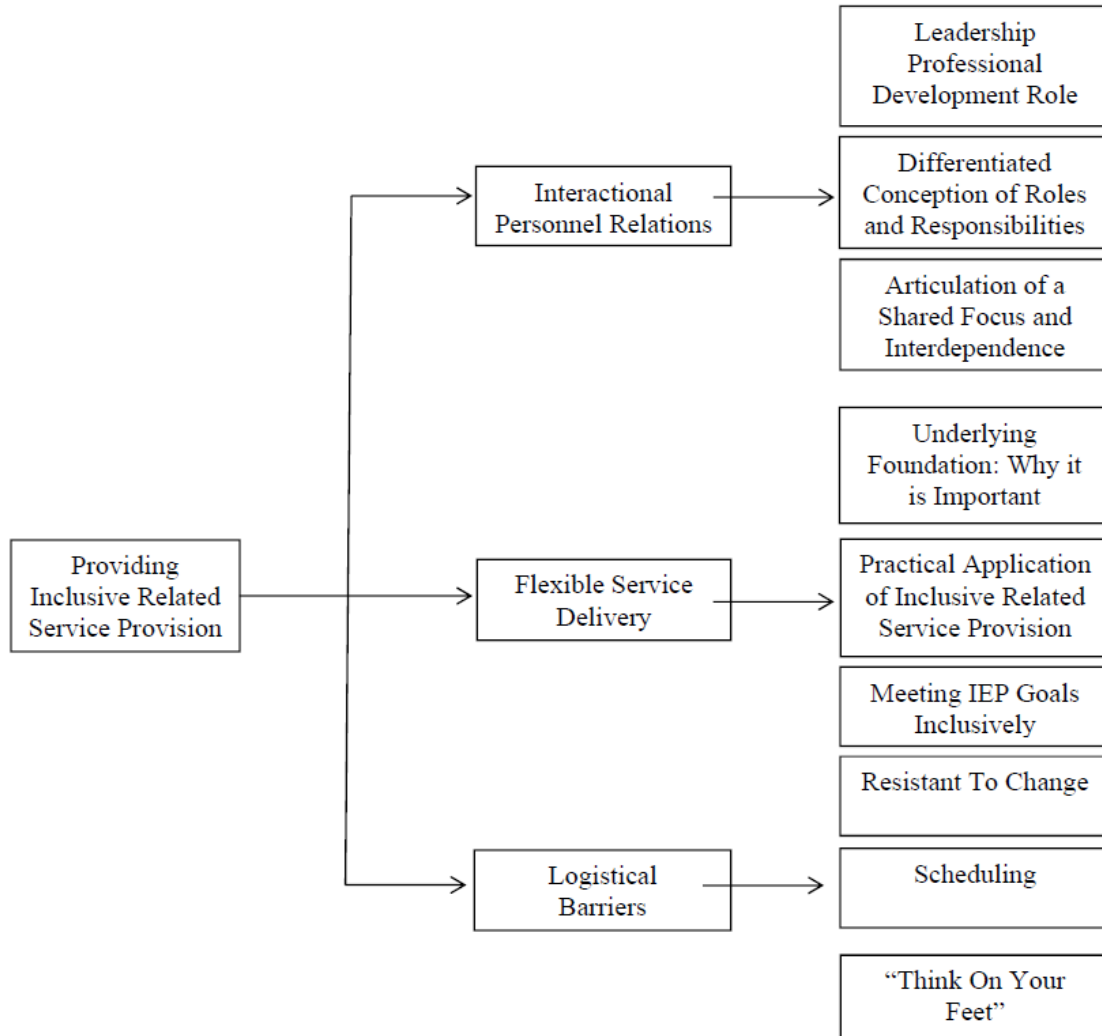 Leadership
Professional
Development Role
Differentiated
Conception of Roles
and Responsibilities
Interactional
Personnel Relations
Articulation of a
Shared Focus and
Interdependence
Underlying
Foundation: Why it
is Important
Providing
Inclusive Related
Service Provision
Flexible Service
Delivery
Practical Application
of Inclusive Related
Service Provision
Meeting IEP Goals
Inclusively
Resistant To Change
Logistical
Barriers
Scheduling
“Think On Your
Feet”